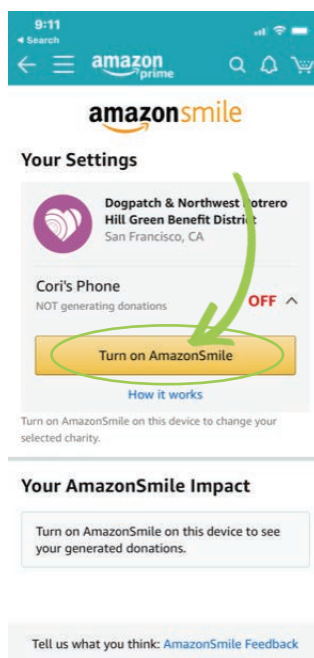 9:11
◀ Search
amazon
prime
amazonsmile
Your Settings
Dogpatch & Northwest Potrero
Hill Green Benefit District
San Francisco, CA
Cori's Phone
NOT generating donations
OFF
Turn on AmazonSmile
How it works
Turn on AmazonSmile on this device to change your
selected charity.
Your AmazonSmile Impact
Turn on AmazonSmile on this device to see
your generated donations.
Tell us what you think: AmazonSmile Feedback